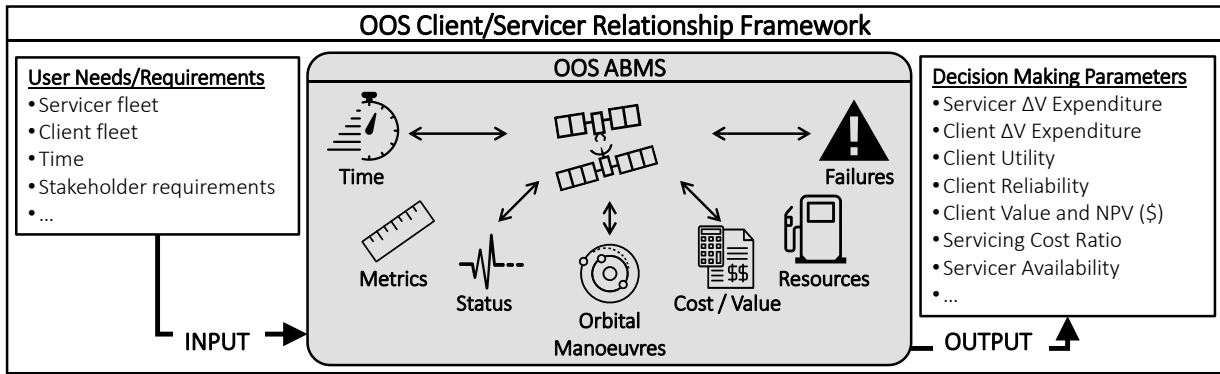 OOS Client/Servicer Relationship Framework
User Needs/Requirements
•Servicer fleet
•Client fleet
•Time
•Stakeholder requirements
•...
INPUT
OOS ABMS
Time
Failures
Metrics
Status
Orbital
Manoeuvres
$$
Cost / Value
Resources
Decision Making Parameters
•Servicer ΔV Expenditure
•Client ΔV Expenditure
•Client Utility
•Client Reliability
•Client Value and NPV ($)
•Servicing Cost Ratio
•Servicer Availability
•...
OUTPUT